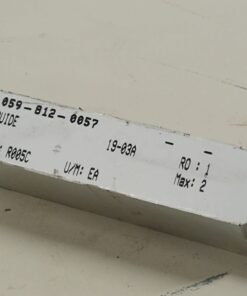 059-812-0057
UIDE
19-03A - -
R005C
U/M: EA
RO: 1
Max: 2